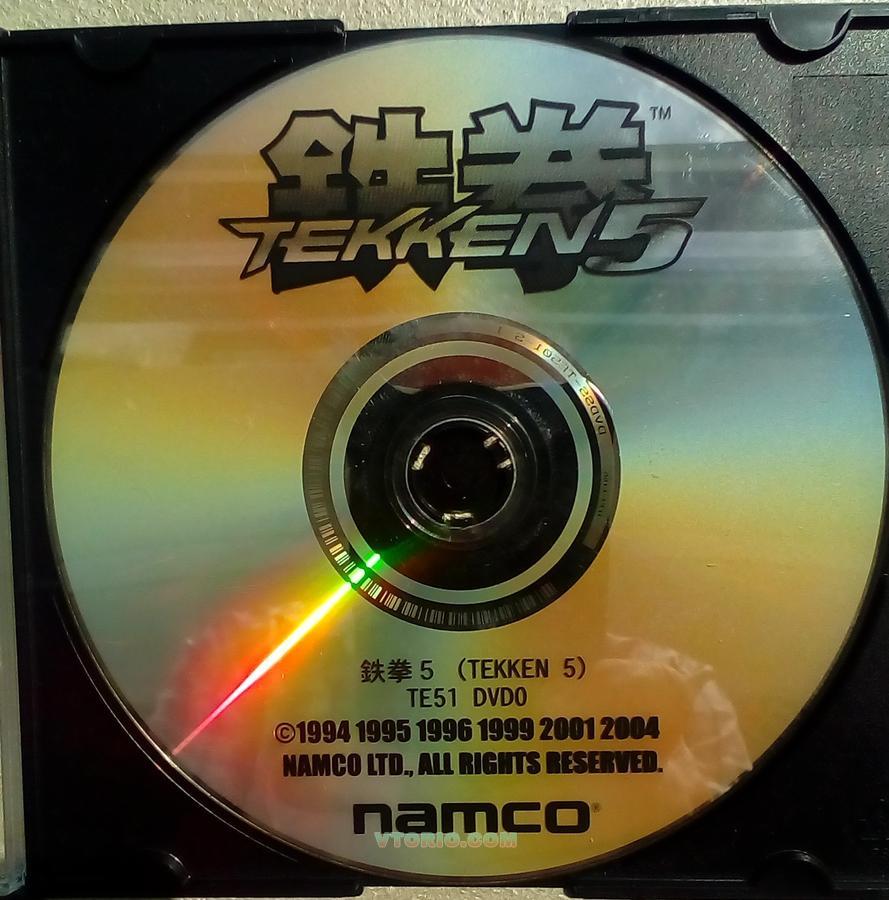 鉄拳 TM
TEKKEN 5
鉄拳5 (TEKKEN 5)
TE51 DVD0
©1994 1995 1996 1999 2001 2004
NAMCO LTD., ALL RIGHTS RESERVED.
namco®
VTORIO.COM